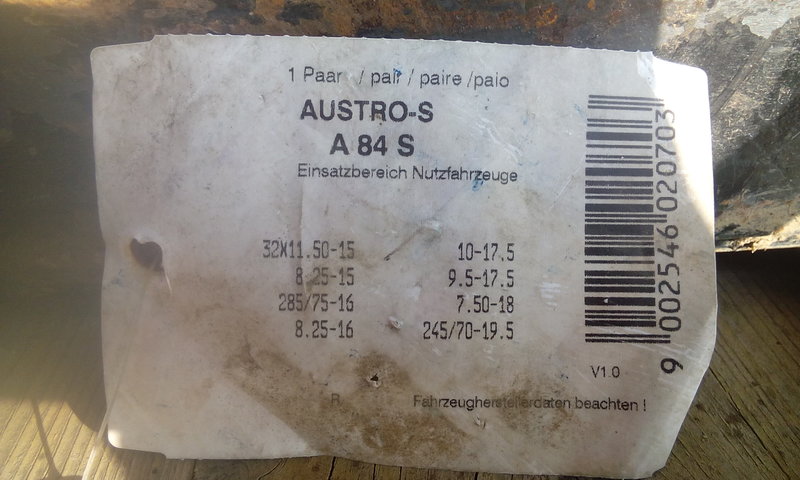 1 Paar / pair / paire /paio
AUSTRO-S
A 84 S
Einsatzbereich Nutzfahrzeuge
32X11.50-15 10-17.5
8.25-15 9.5-17.5
285/75-16 7.50-18
8.25-16 245/70-19.5
V1.0
R Fahrzeugherstellerdaten beachten !
9 002546 020703